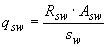 q_sw = (R_sw · A_sw) / s_w